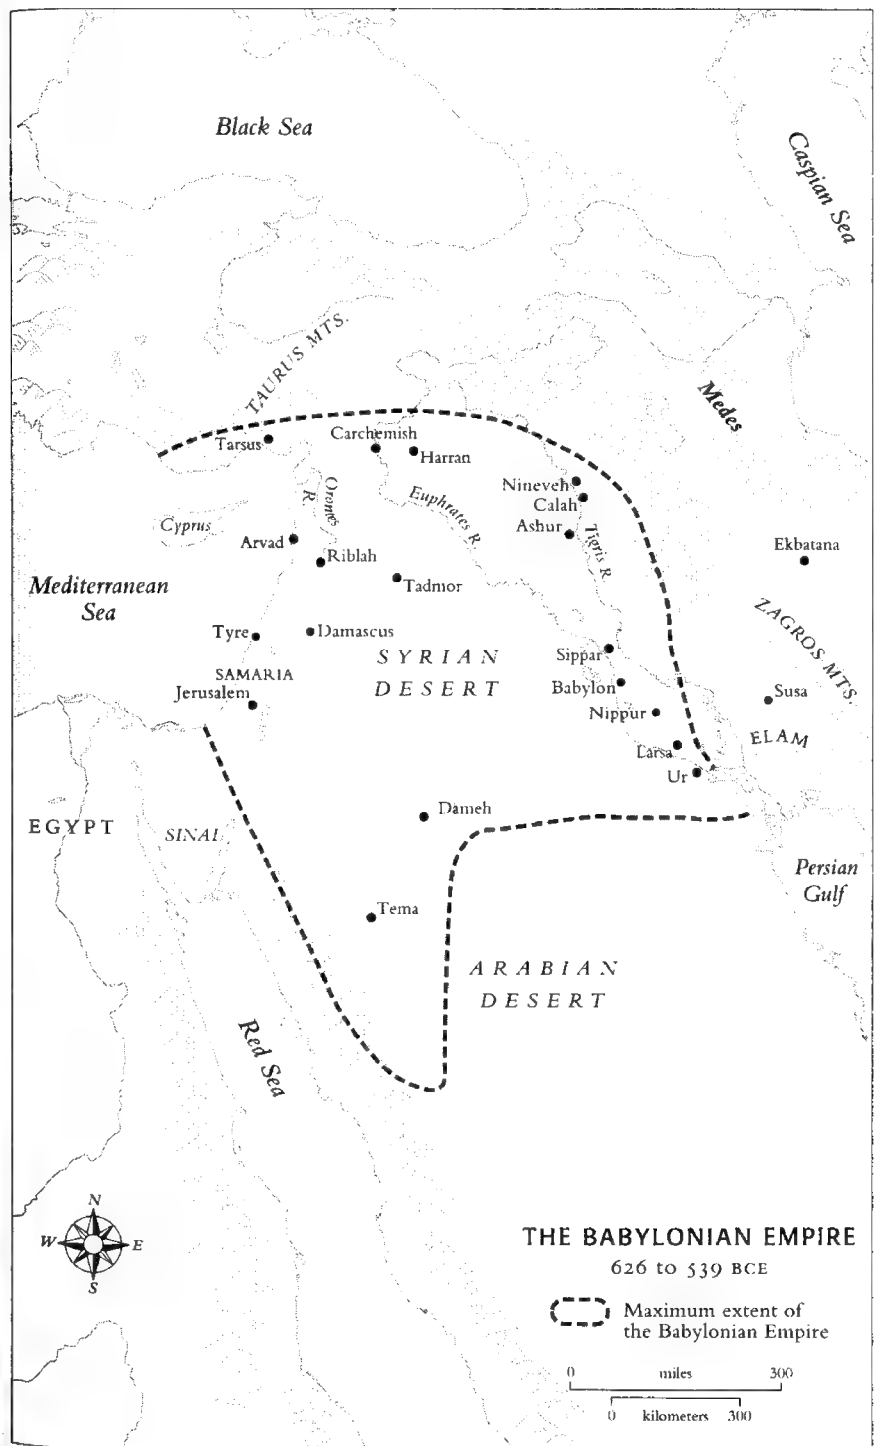 Black Sea
Caspian Sea
TAURUS MTS.
Medes
Tarsus
Carchemish
Harran
Nineveh
Calah
Ashur
Orontes
R.
Euphrates R.
Tigris R.
Cyprus
Arvad
Riblah
Tadmor
Ekbatana
Mediterranean
Sea
ZAGROS MTS.
Tyre
Damascus
SYRIAN
DESERT
SAMARIA
Jerusalem
Sippar
Babylon
Nippur
Susa
Larsa
ELAM
Ur
Dameh
EGYPT
SINAI
Persian
Gulf
Tema
ARABIAN
DESERT
Red Sea
N
W
E
S
THE BABYLONIAN EMPIRE
626 to 539 BCE
Maximum extent of
the Babylonian Empire
0 miles 300
0 kilometers 300